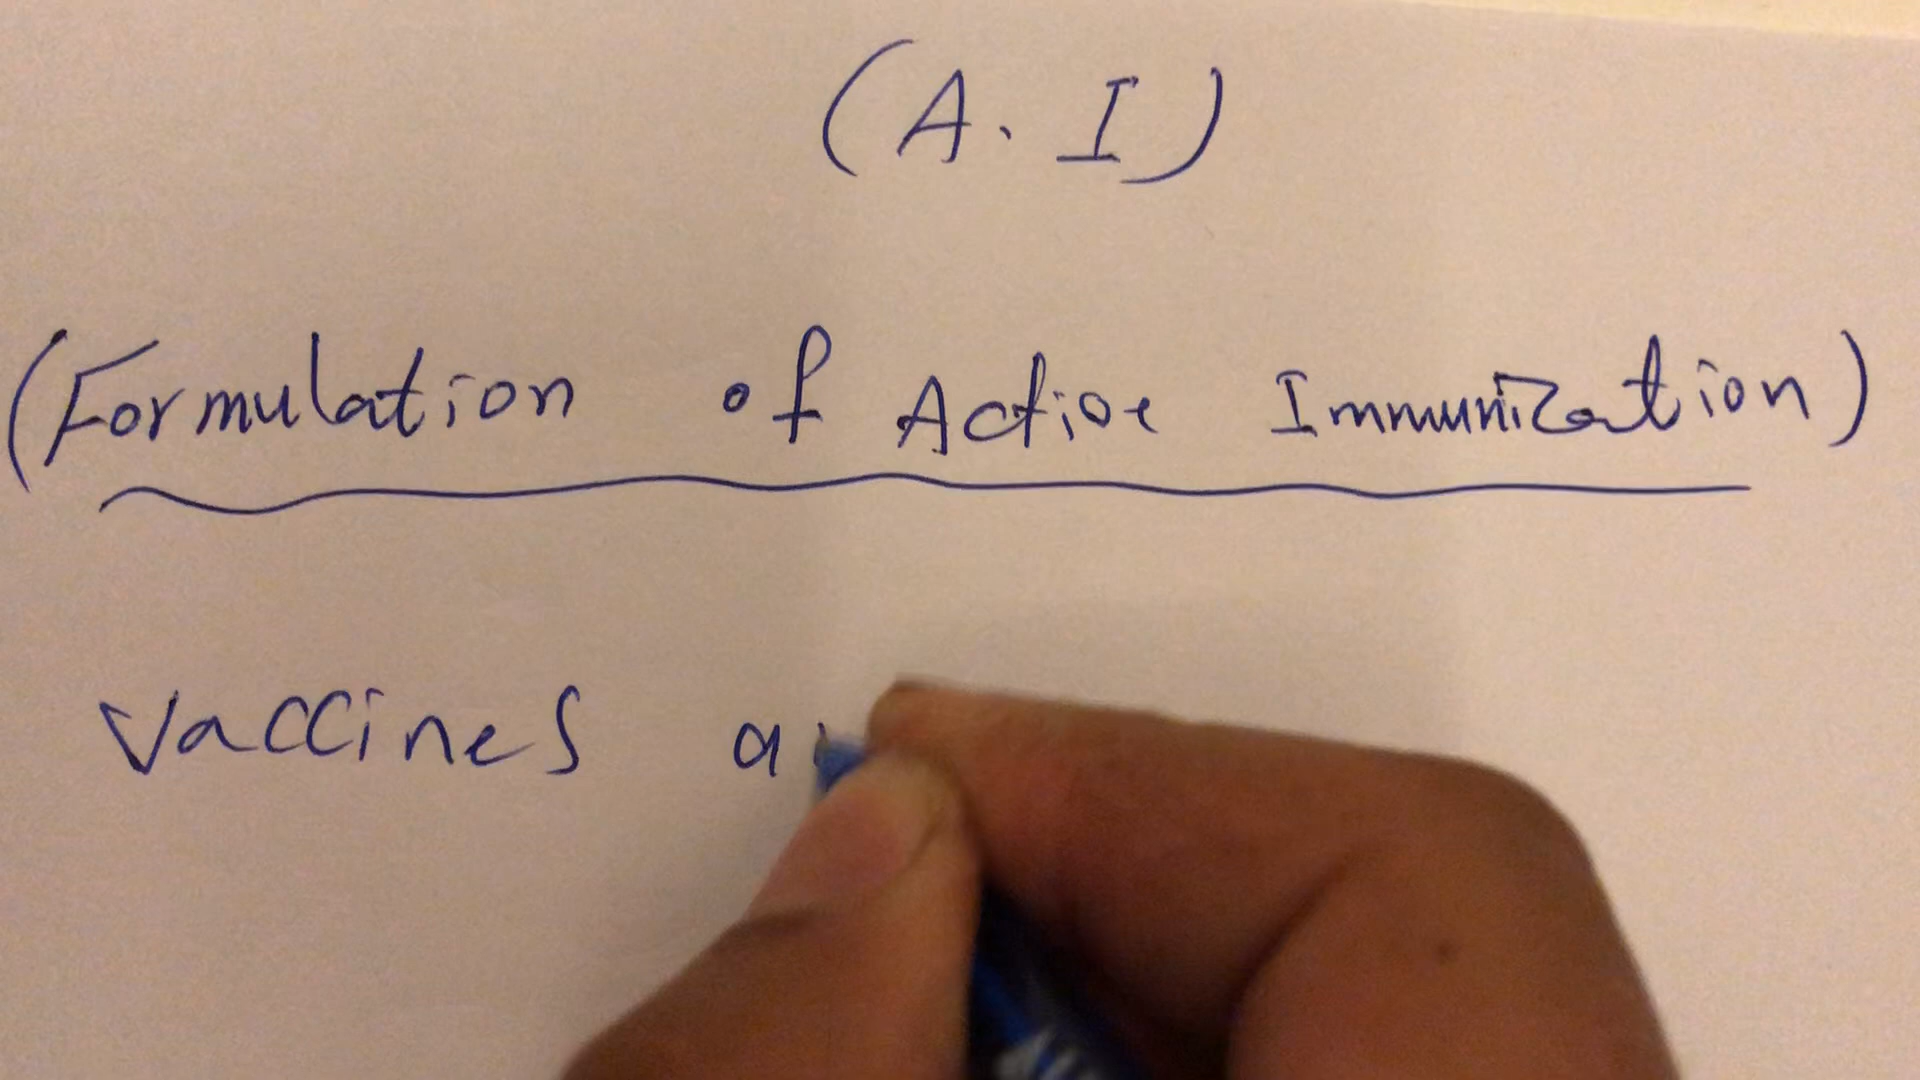 (A. I)
(Formulation of Active Immunization)
Vaccines a